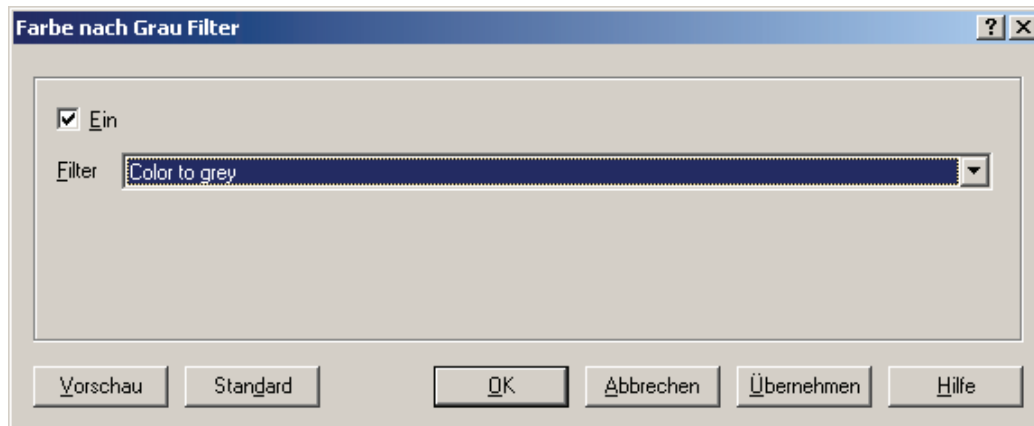 Farbe nach Grau Filter
Ein
Filter Color to grey
Vorschau Standard OK Abbrechen Übernehmen Hilfe